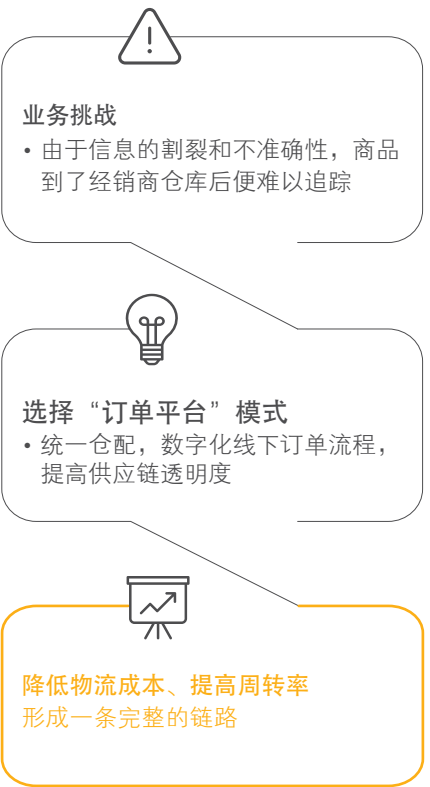 业务挑战
• 由于信息的割裂和不准确性，商品
到了经销商仓库后便难以追踪
选择“订单平台”模式
• 统一仓配，数字化线下订单流程，
提高供应链透明度
降低物流成本、提高周转率
形成一条完整的链路